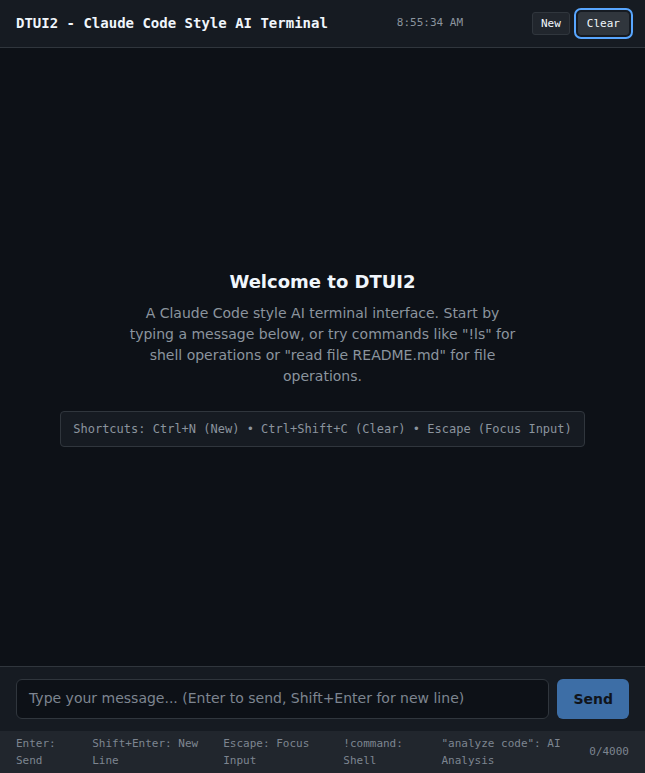 DTUI2 - Claude Code Style AI Terminal
8:55:34 AM
New
Clear
Welcome to DTUI2
A Claude Code style AI terminal interface. Start by
typing a message below, or try commands like "!ls" for
shell operations or "read file README.md" for file
operations.
Shortcuts: Ctrl+N (New) • Ctrl+Shift+C (Clear) • Escape (Focus Input)
Type your message... (Enter to send, Shift+Enter for new line)
Send
Enter:
Send
Shift+Enter: New
Line
Escape: Focus
Input
!command:
Shell
"analyze code": AI
Analysis
0/4000